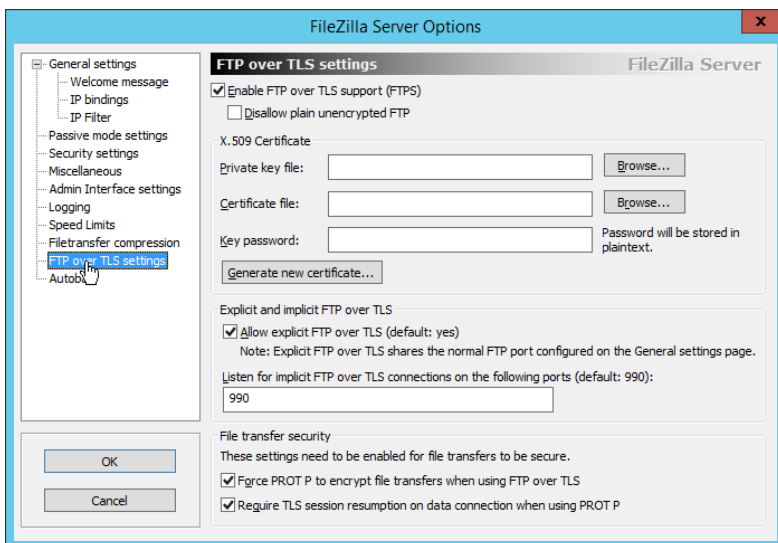 FileZilla Server Options
x
General settings
Welcome message
IP bindings
IP Filter
Passive mode settings
Security settings
Miscellaneous
Admin Interface settings
Logging
Speed Limits
Filetransfer compression
FTP over TLS settings
OK
Cancel
FTP over TLS settings
FileZilla Server
Enable FTP over TLS support (FTPS)
Disallow plain unencrypted FTP
X.509 Certificate
Private key file:
Browse...
Certificate file:
Browse...
Key password:
Password will be stored in
plaintext.
Generate new certificate...
Explicit and implicit FTP over TLS
Allow explicit FTP over TLS (default: yes)
Note: Explicit FTP over TLS shares the normal FTP port configured on the General settings page.
Listen for implicit FTP over TLS connections on the following ports (default: 990):
990
File transfer security
These settings need to be enabled for file transfers to be secure.
Force PROT P to encrypt file transfers when using FTP over TLS
Require TLS session resumption on data connection when using PROT P